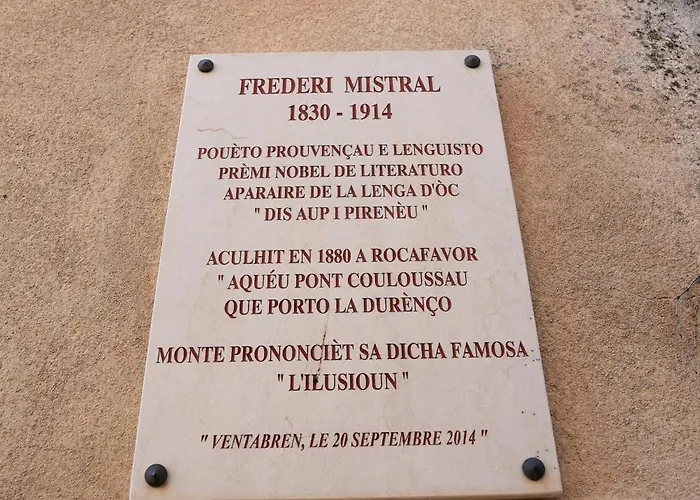 FREDERI MISTRAL
1830 - 1914
POUÈTO PROUVENÇAU E LENGUISTO
PRÈMI NOBEL DE LITERATURO
APARAIRE DE LA LENGA D'ÒC
" DIS AUP I PIRENÈU "
ACULHIT EN 1880 A ROCAFAVOR
" AQUÉU PONT COULOUSSAU
QUE PORTO LA DURÈNÇO
MONTE PRONONCIÈT SA DICHA FAMOSA
" L'ILUSIOUN "
" VENTABREN, LE 20 SEPTEMBRE 2014 "